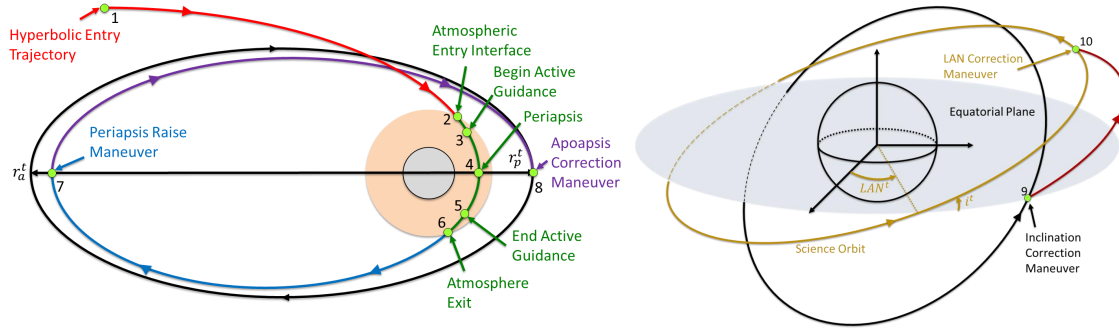 1
Hyperbolic Entry
Trajectory
Atmospheric
Entry Interface
Begin Active
Guidance
Periapsis
2
3
4
5
6
7
8
Periapsis Raise
Maneuver
r_a^t
r_p^t
Apoapsis
Correction
Maneuver
End Active
Guidance
Atmosphere
Exit
10
LAN Correction
Maneuver
Equatorial Plane
LAN^t
9
i^t
Science Orbit
Inclination
Correction
Maneuver